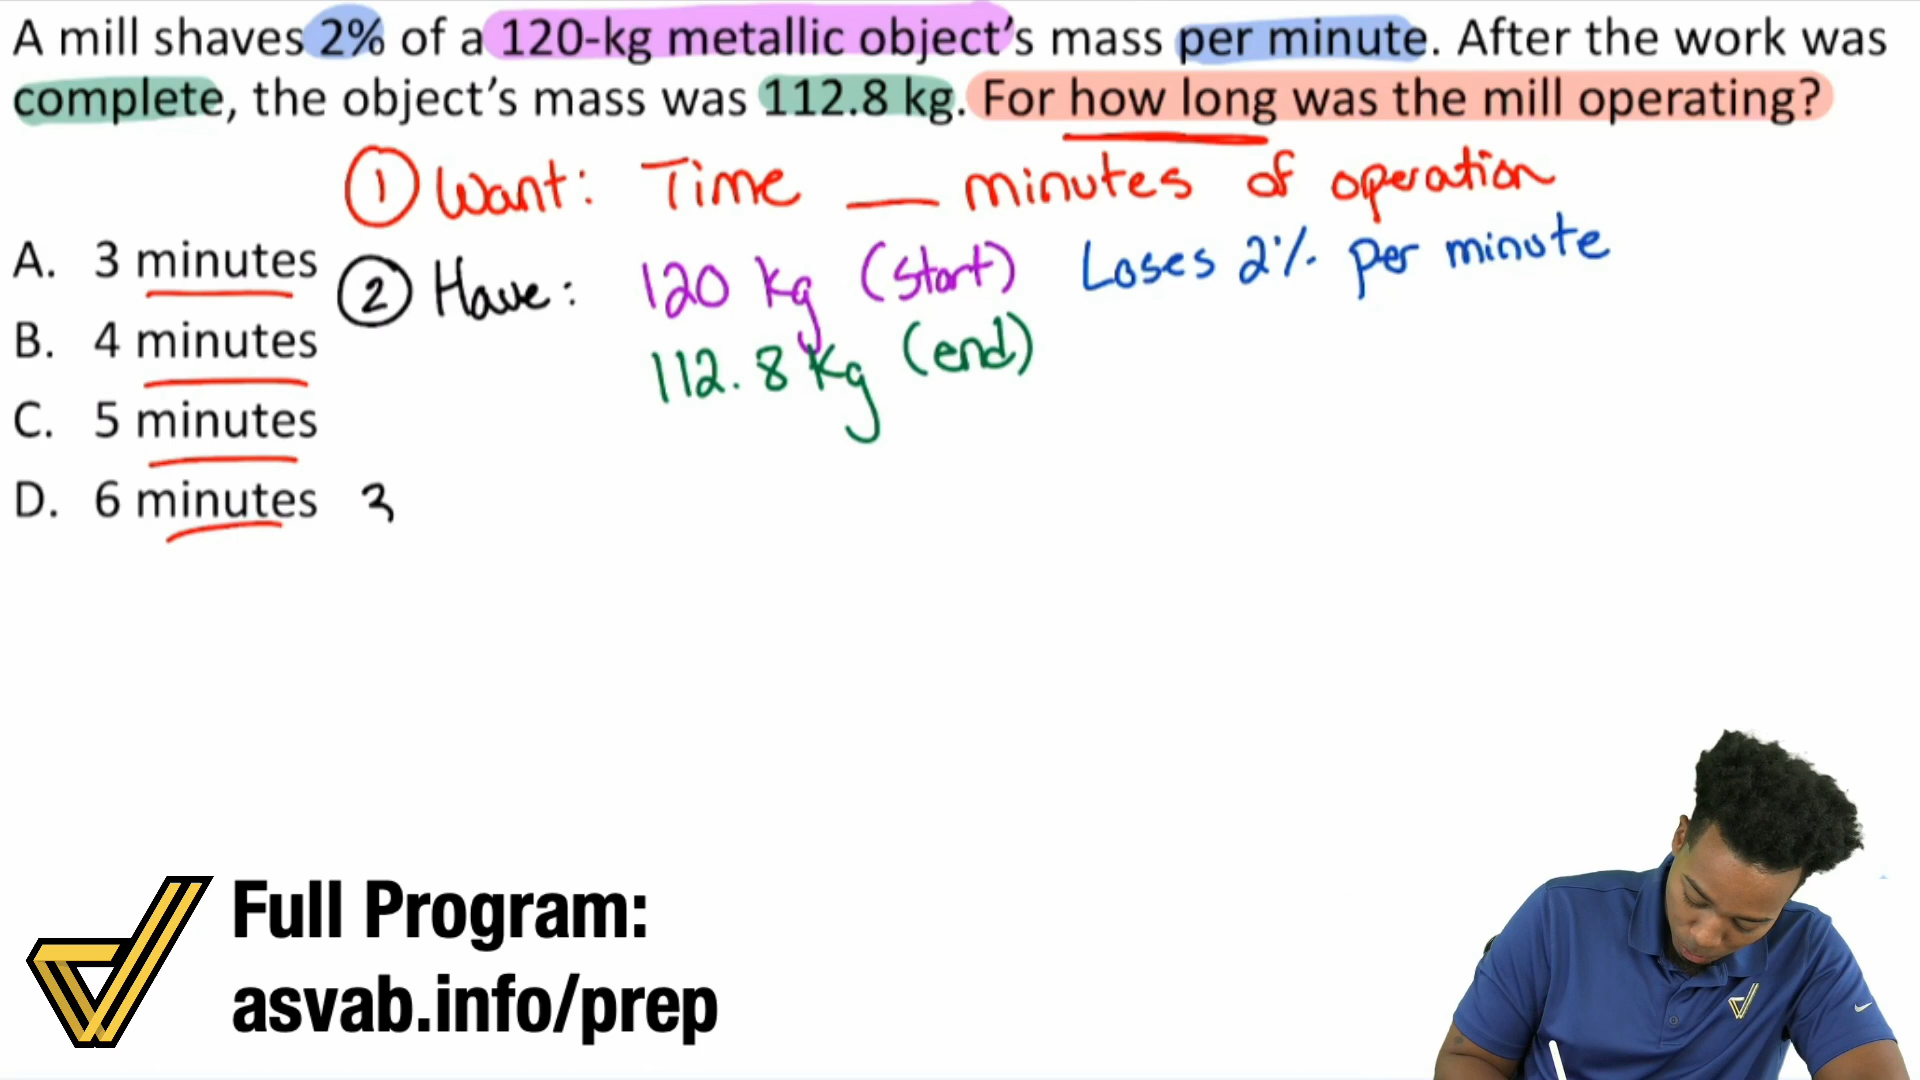 A mill shaves 2% of a 120-kg metallic object’s mass per minute. After the work was
complete, the object’s mass was 112.8 kg. For how long was the mill operating?
① Want: Time __ minutes of operation
A. 3 minutes
② Have: 120 kg (start) Loses 2% per minute
B. 4 minutes
112.8 kg (end)
C. 5 minutes
D. 6 minutes 3
Full Program:
asvab.info/prep